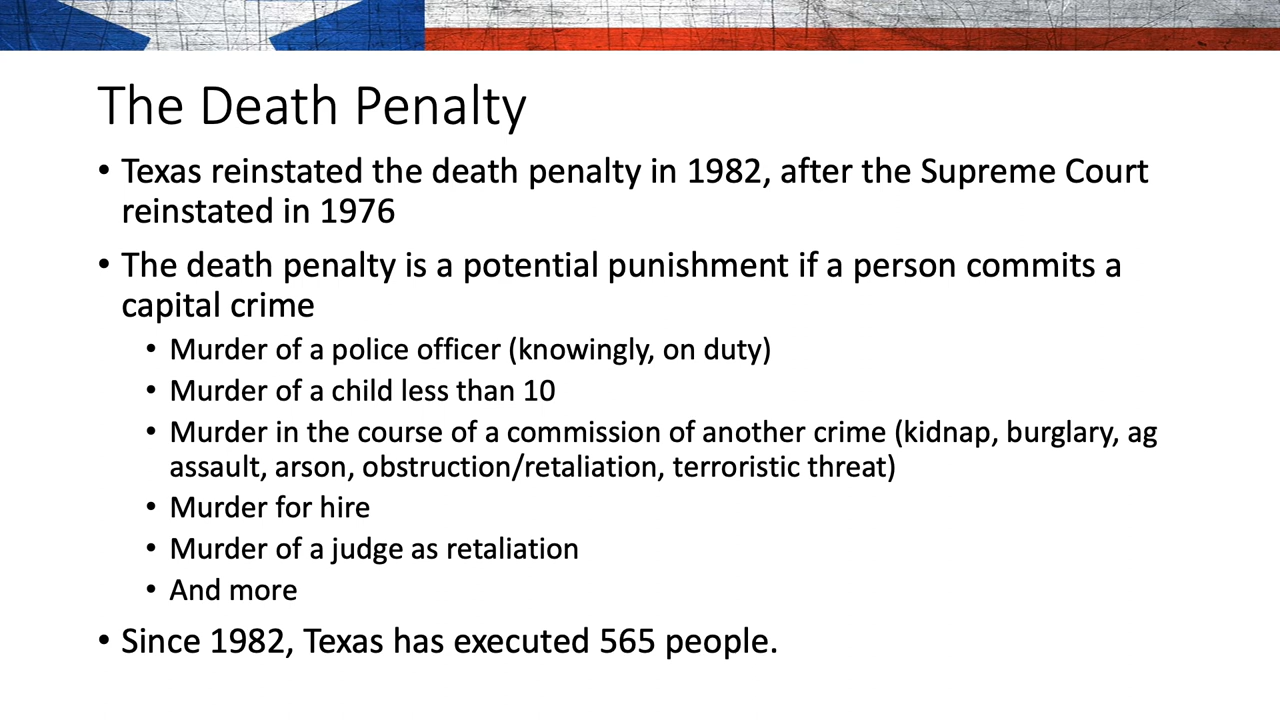 The Death Penalty
• Texas reinstated the death penalty in 1982, after the Supreme Court
reinstated in 1976
• The death penalty is a potential punishment if a person commits a
capital crime
• Murder of a police officer (knowingly, on duty)
• Murder of a child less than 10
• Murder in the course of a commission of another crime (kidnap, burglary, ag
assault, arson, obstruction/retaliation, terroristic threat)
• Murder for hire
• Murder of a judge as retaliation
• And more
• Since 1982, Texas has executed 565 people.